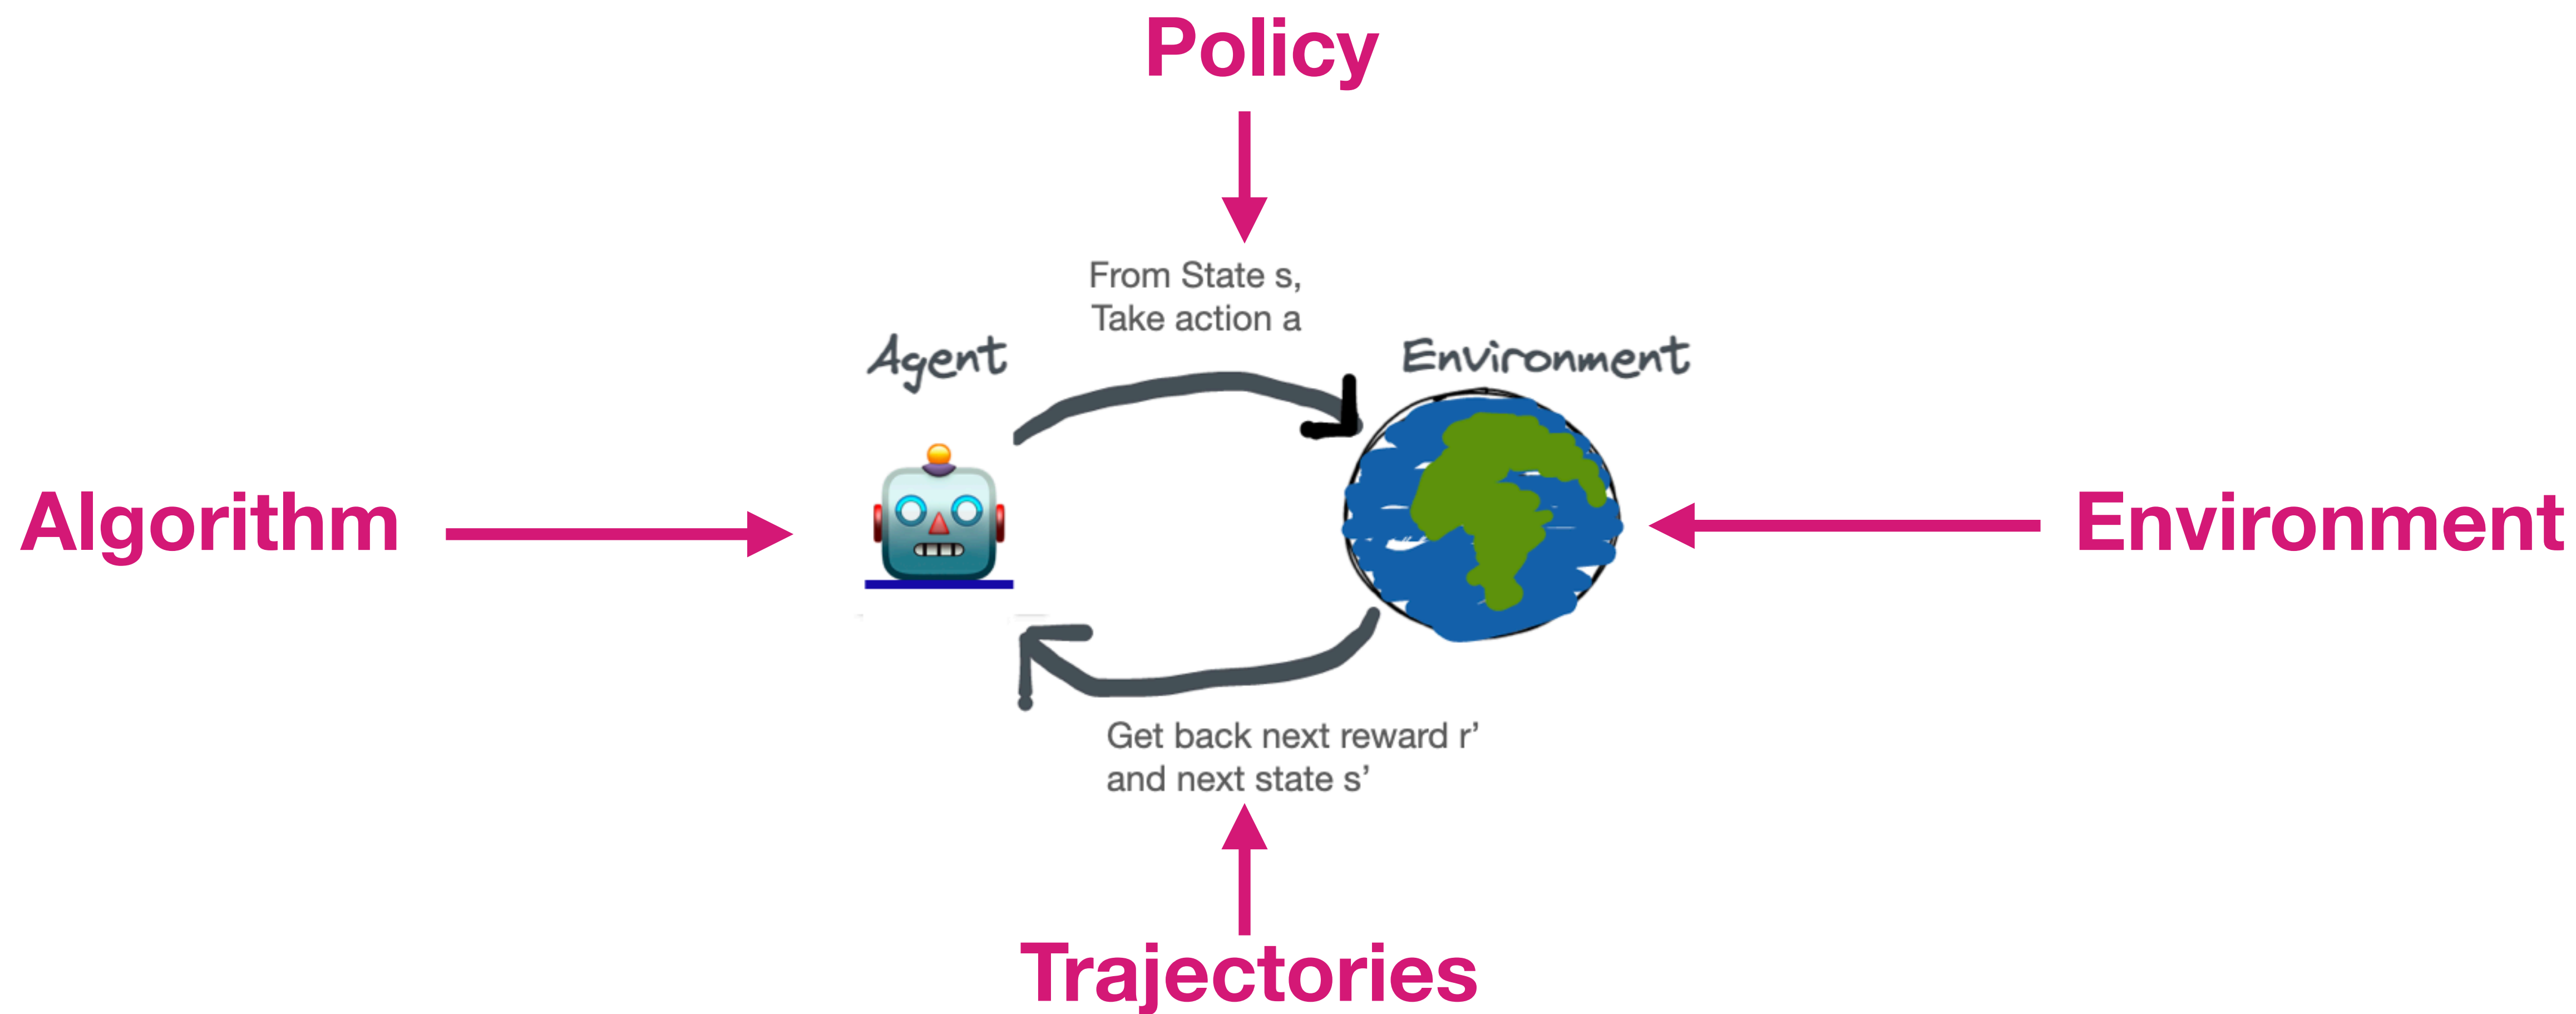 Policy
From State s,
Take action a
Agent
Environment
Algorithm
Environment
Get back next reward r’
and next state s’
Trajectories